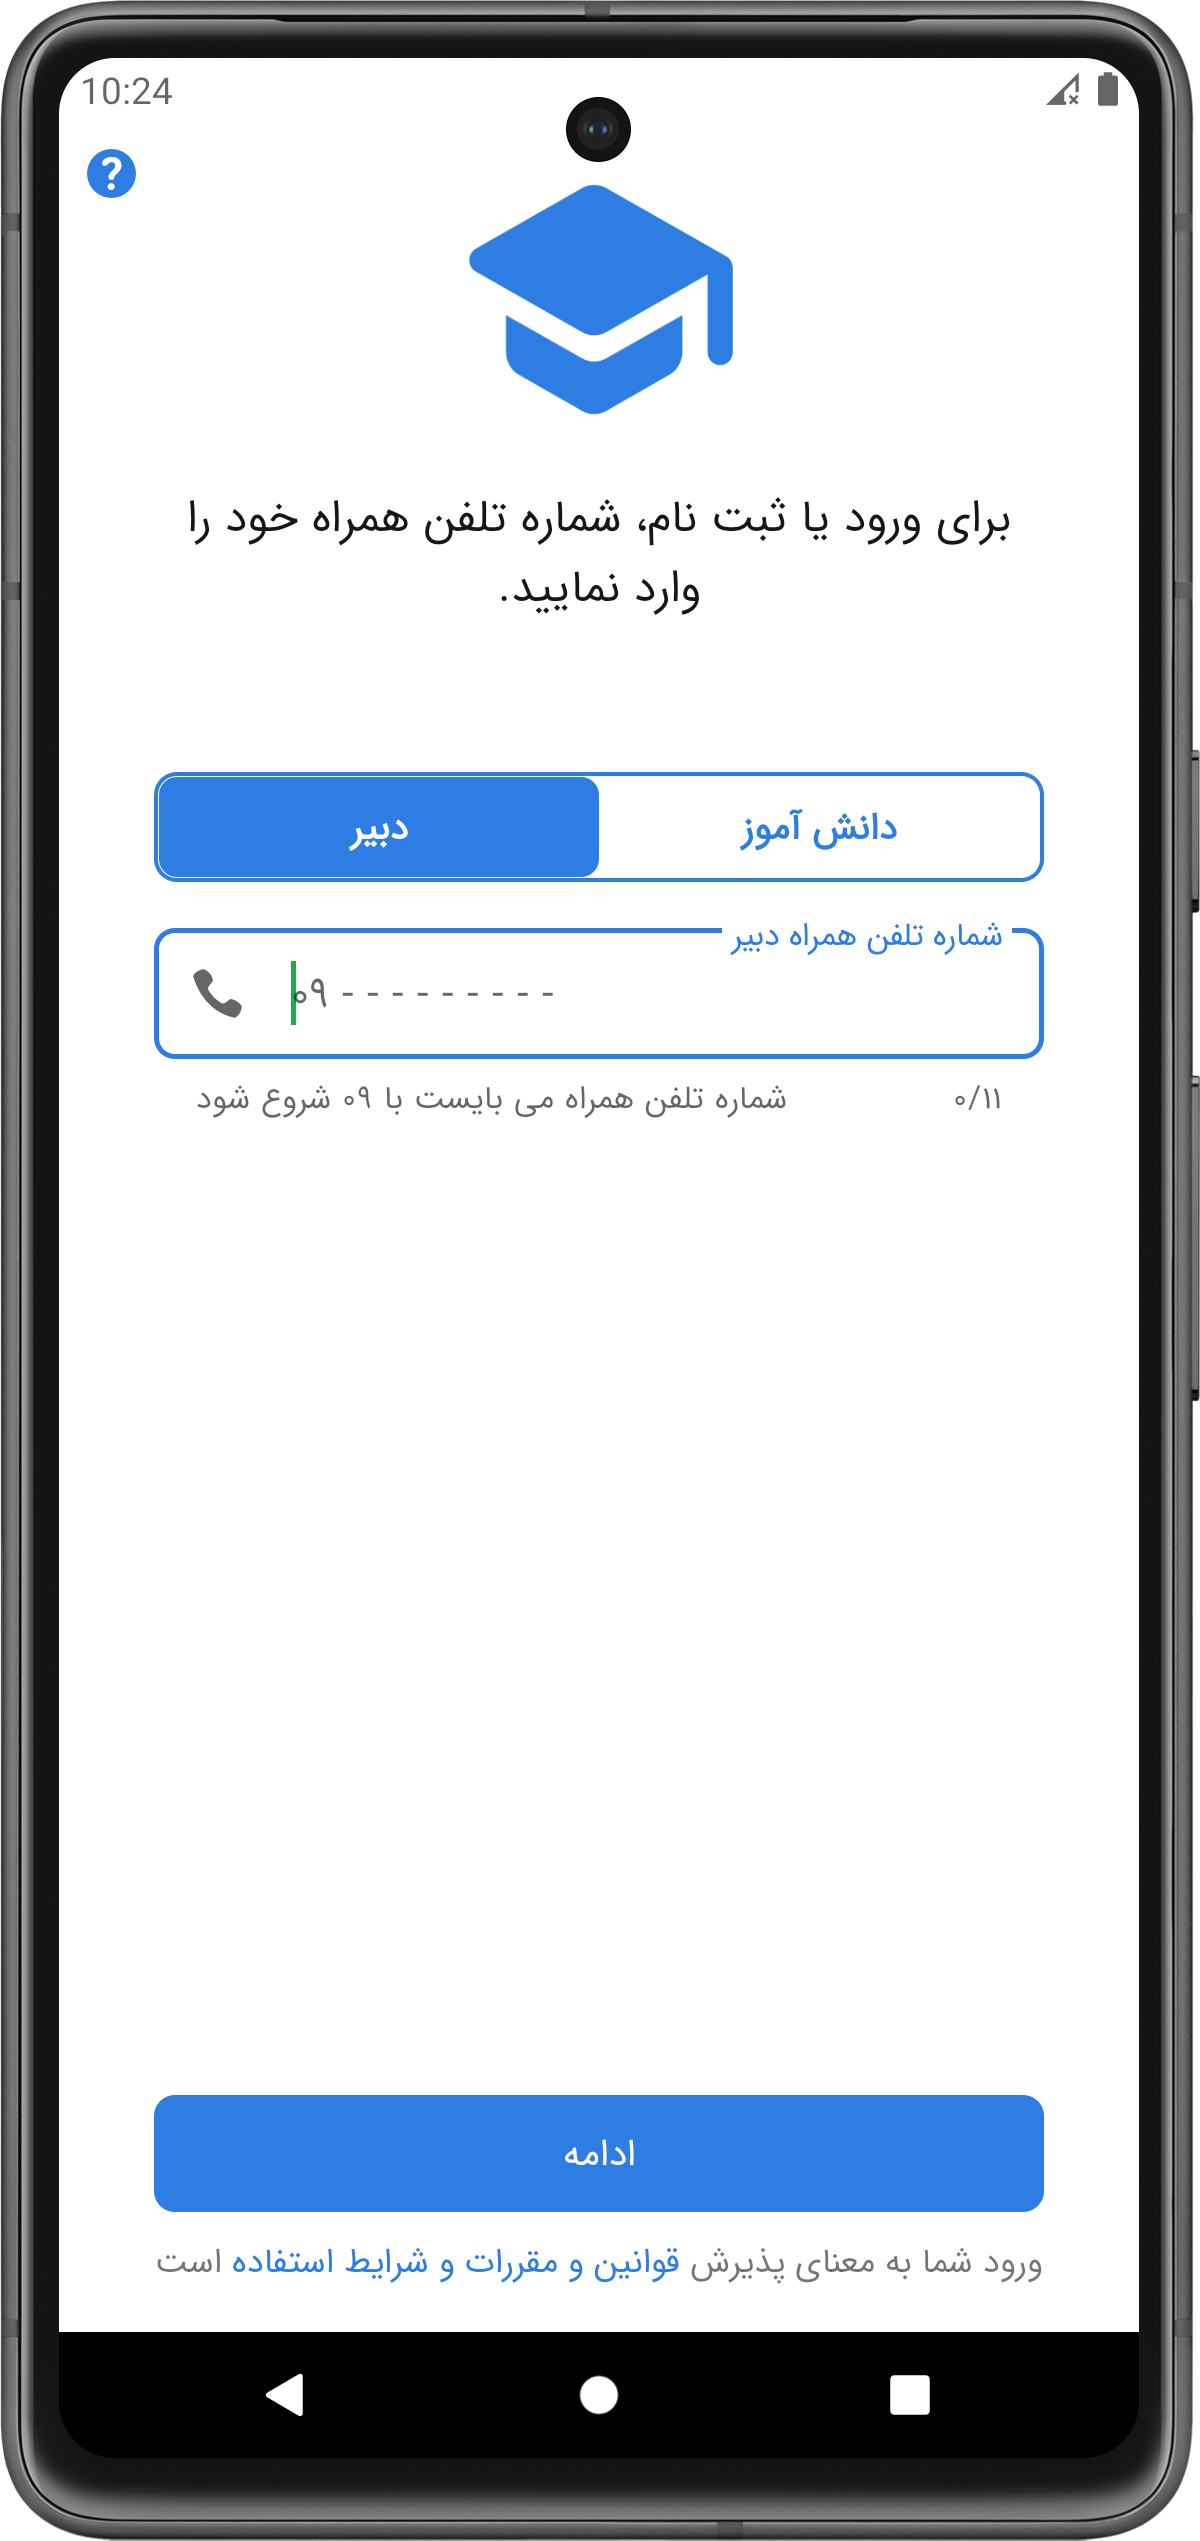 10:24
برای ورود یا ثبت نام، شماره تلفن همراه خود را
وارد نمایید.
دانش آموز
دبیر
شماره تلفن همراه دبیر
۰۹ - - - - - - - - -
شماره تلفن همراه می بایست با ۰۹ شروع شود
۰/۱۱
ادامه
ورود شما به معنای پذیرش قوانین و مقررات و شرایط استفاده است